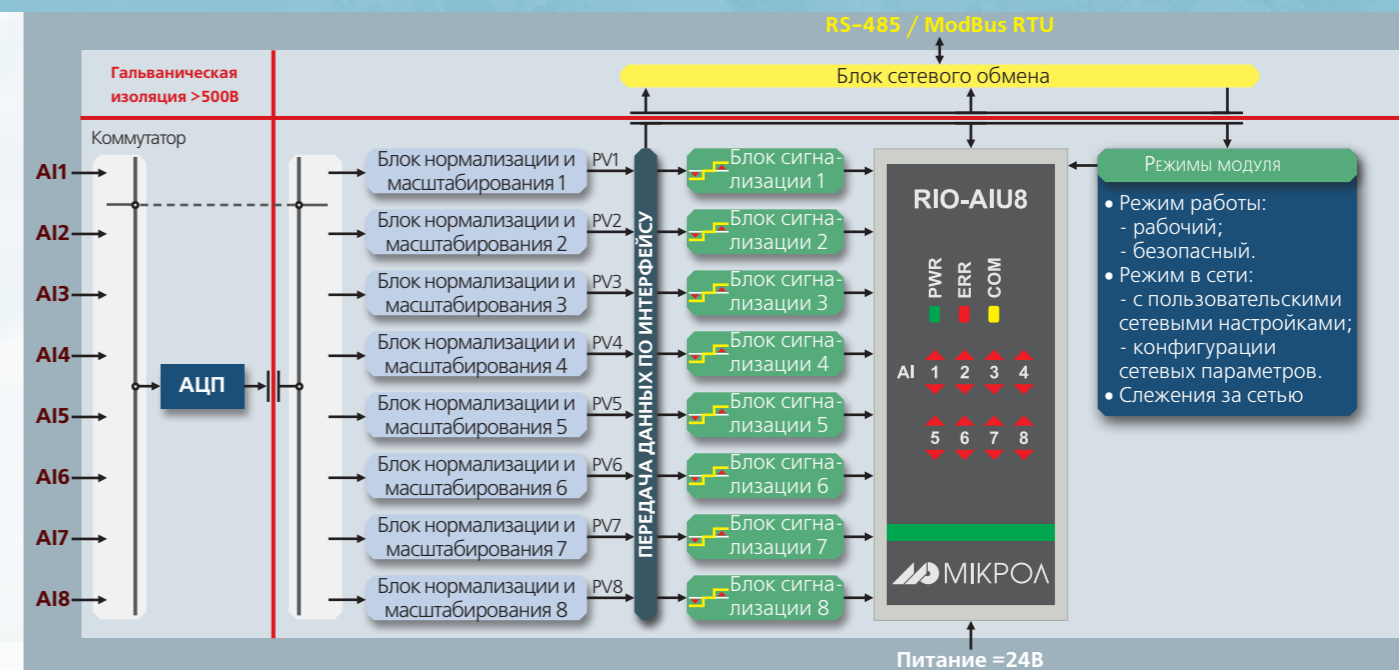 RS-485 / ModBus RTU
Блок сетевого обмена
Гальваническая
изоляция >500В
Коммутатор
AI1
AI2
AI3
AI4
AI5
AI6
AI7
AI8
АЦП
Блок нормализации и
масштабирования 1
PV1
Блок нормализации и
масштабирования 2
PV2
Блок нормализации и
масштабирования 3
PV3
Блок нормализации и
масштабирования 4
PV4
Блок нормализации и
масштабирования 5
PV5
Блок нормализации и
масштабирования 6
PV6
Блок нормализации и
масштабирования 7
PV7
Блок нормализации и
масштабирования 8
PV8
ПЕРЕДАЧА ДАННЫХ ПО ИНТЕРФЕЙСУ
Блок сигна-
лизации 1
Блок сигна-
лизации 2
Блок сигна-
лизации 3
Блок сигна-
лизации 4
Блок сигна-
лизации 5
Блок сигна-
лизации 6
Блок сигна-
лизации 7
Блок сигна-
лизации 8
RIO-AIU8
PWR
ERR
COM
AI 1 2 3 4
5 6 7 8
МІКРОЛ
Питание =24В
Режимы модуля
• Режим работы:
- рабочий;
- безопасный.
• Режим в сети:
- с пользовательскими
сетевыми настройками;
- конфигурации
сетевых параметров.
• Слежения за сетью